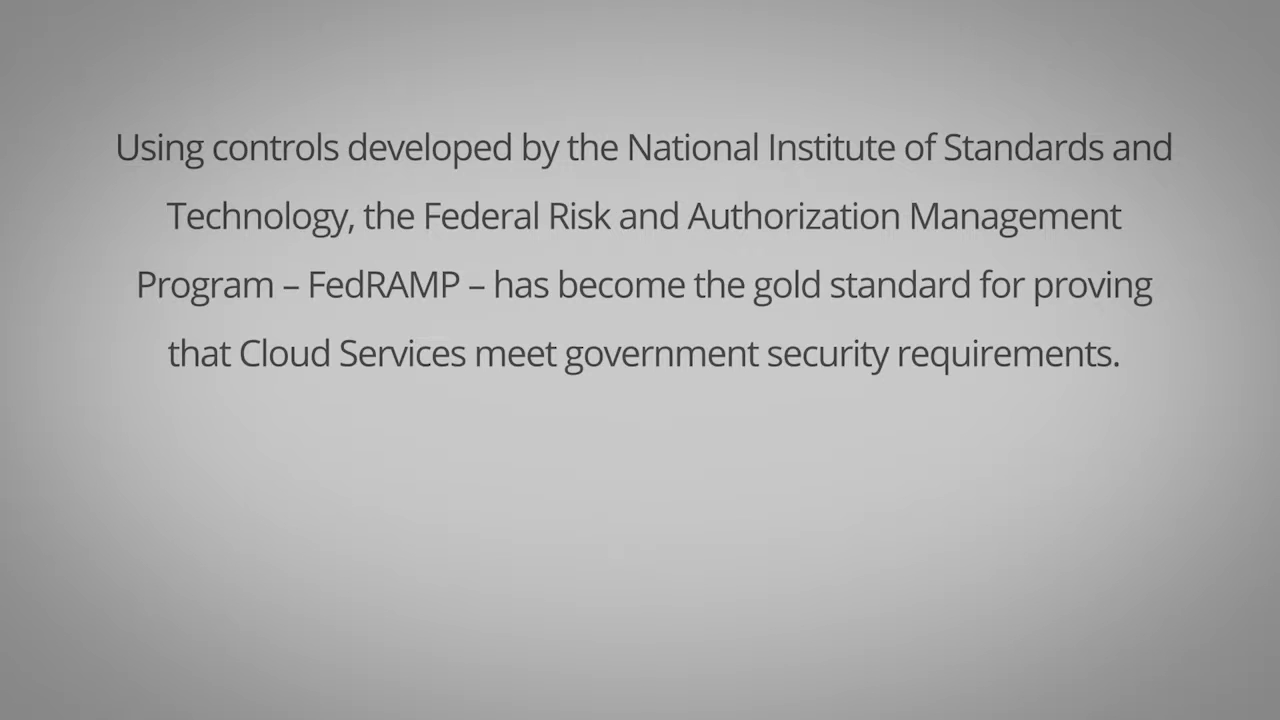 Using controls developed by the National Institute of Standards and
Technology, the Federal Risk and Authorization Management
Program – FedRAMP – has become the gold standard for proving
that Cloud Services meet government security requirements.